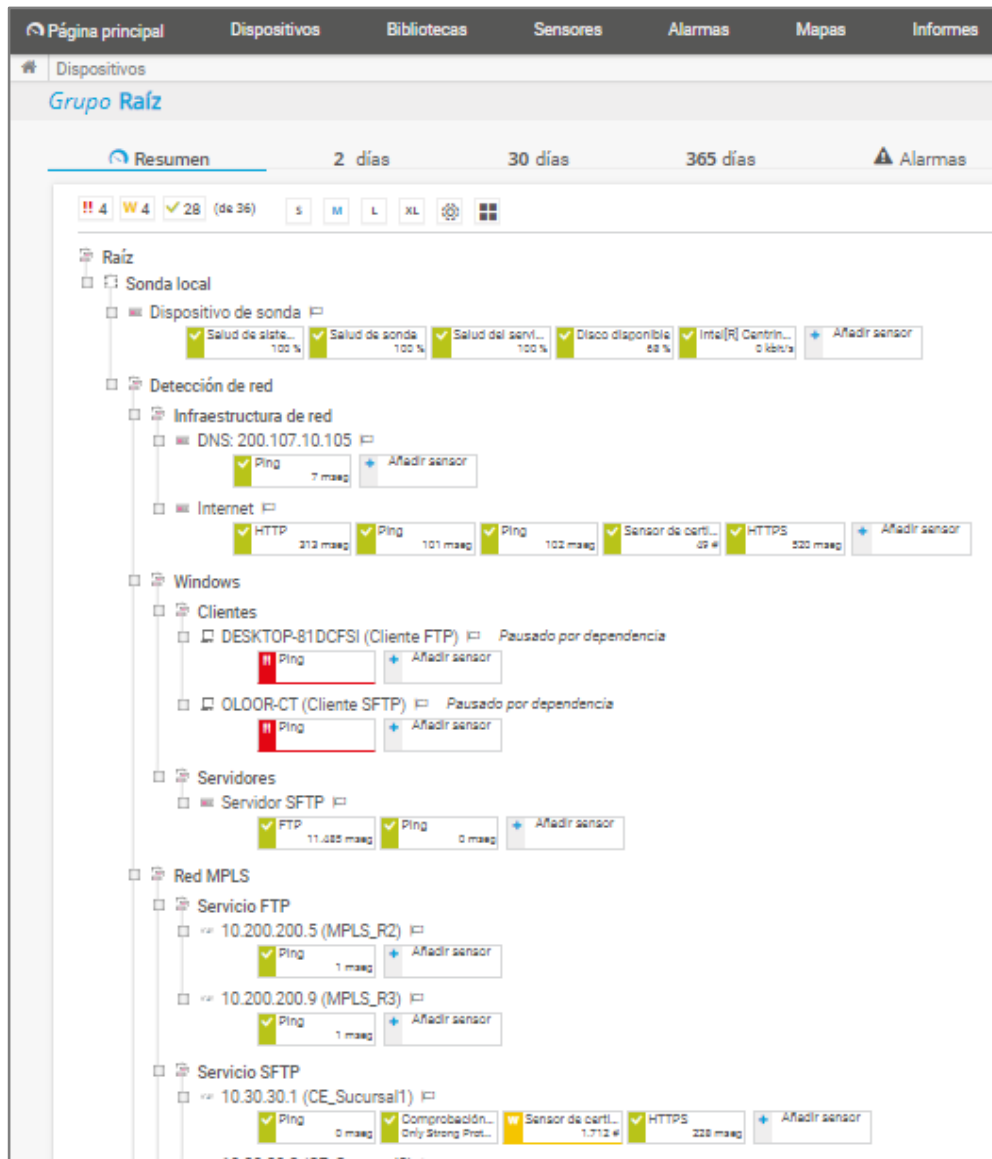 Página principal Dispositivos Bibliotecas Sensores Alarmas Mapas Informes
Dispositivos
Grupo Raíz
Resumen 2 días 30 días 365 días Alarmas
!! 4 W 4 28 (de 36) S M L XL
Raíz
Sonda local
Dispositivo de sonda
Salud de siste... Salud de sonda Salud del servi... Disco disponible Intel[R] Centrin... Añadir sensor
100 % 100 % 100 % 68 % 0 kbit/s
Detección de red
Infraestructura de red
DNS: 200.107.10.105
Ping Añadir sensor
7 mseg
Internet
HTTP Ping Ping Sensor de certi... HTTPS Añadir sensor
313 mseg 101 mseg 102 mseg 49 # 520 mseg
Windows
Clientes
DESKTOP-81DCFSI (Cliente FTP) Pausado por dependencia
!! Ping Añadir sensor
OLOOR-CT (Cliente SFTP) Pausado por dependencia
!! Ping Añadir sensor
Servidores
Servidor SFTP
FTP Ping Añadir sensor
11.485 mseg 0 mseg
Red MPLS
Servicio FTP
10.200.200.5 (MPLS_R2)
Ping Añadir sensor
1 mseg
10.200.200.9 (MPLS_R3)
Ping Añadir sensor
1 mseg
Servicio SFTP
10.30.30.1 (CE_Sucursal1)
Ping Comprobación... W Sensor de certi... HTTPS Añadir sensor
0 mseg Only Strong Prot... 1.712 # 228 mseg